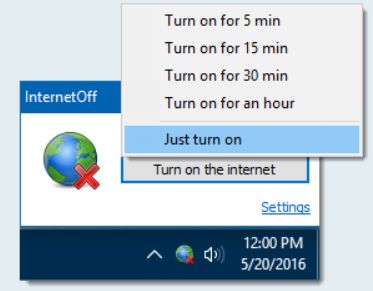 Turn on for 5 min
Turn on for 15 min
Turn on for 30 min
Turn on for an hour
Just turn on
InternetOff
Turn on the internet
Settings
12:00 PM
5/20/2016